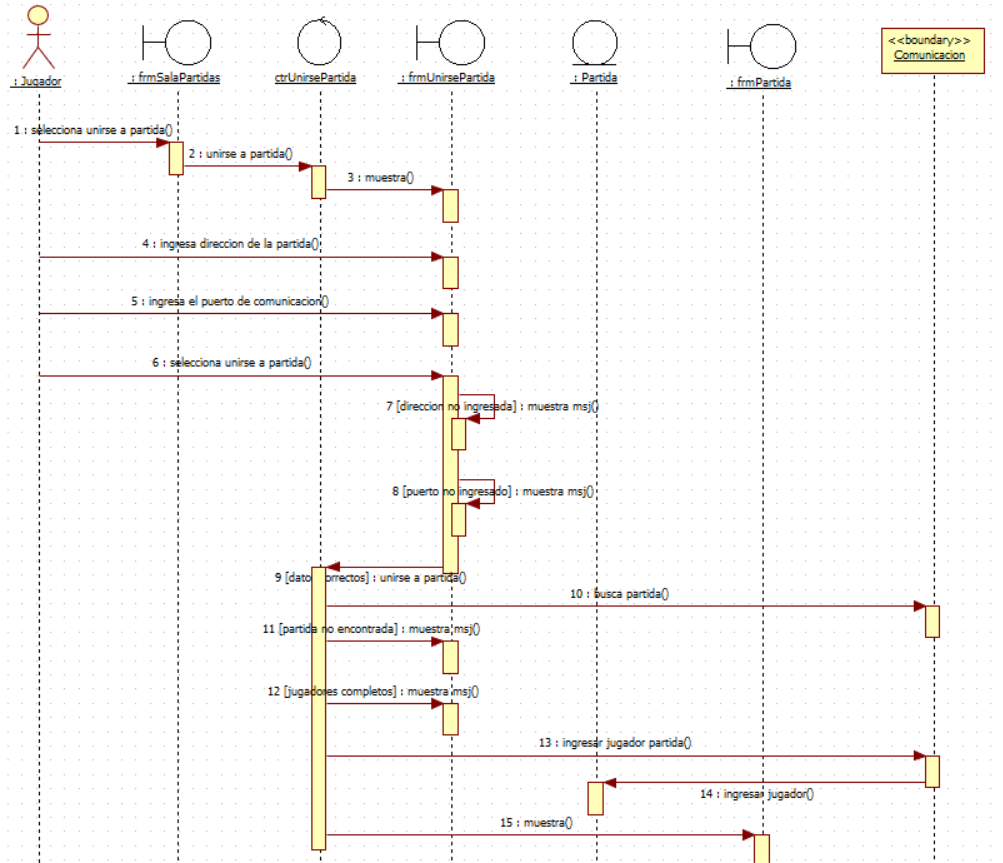 <<boundary>>
Comunicacion
: Jugador
: frmSalaPartidas
ctrUnirsePartida
: frmUnirsePartida
: Partida
: frmPartida
1 : selecciona unirse a partida()
2 : unirse a partida()
3 : muestra()
4 : ingresa direccion de la partida()
5 : ingresa el puerto de comunicacion()
6 : selecciona unirse a partida()
7 [direccion no ingresada] : muestra msj()
8 [puerto no ingresado] : muestra msj()
9 [datos correctos] : unirse a partida()
10 : busca partida()
11 [partida no encontrada] : muestra msj()
12 [jugadores completos] : muestra msj()
13 : ingresar jugador partida()
14 : ingresar jugador()
15 : muestra()